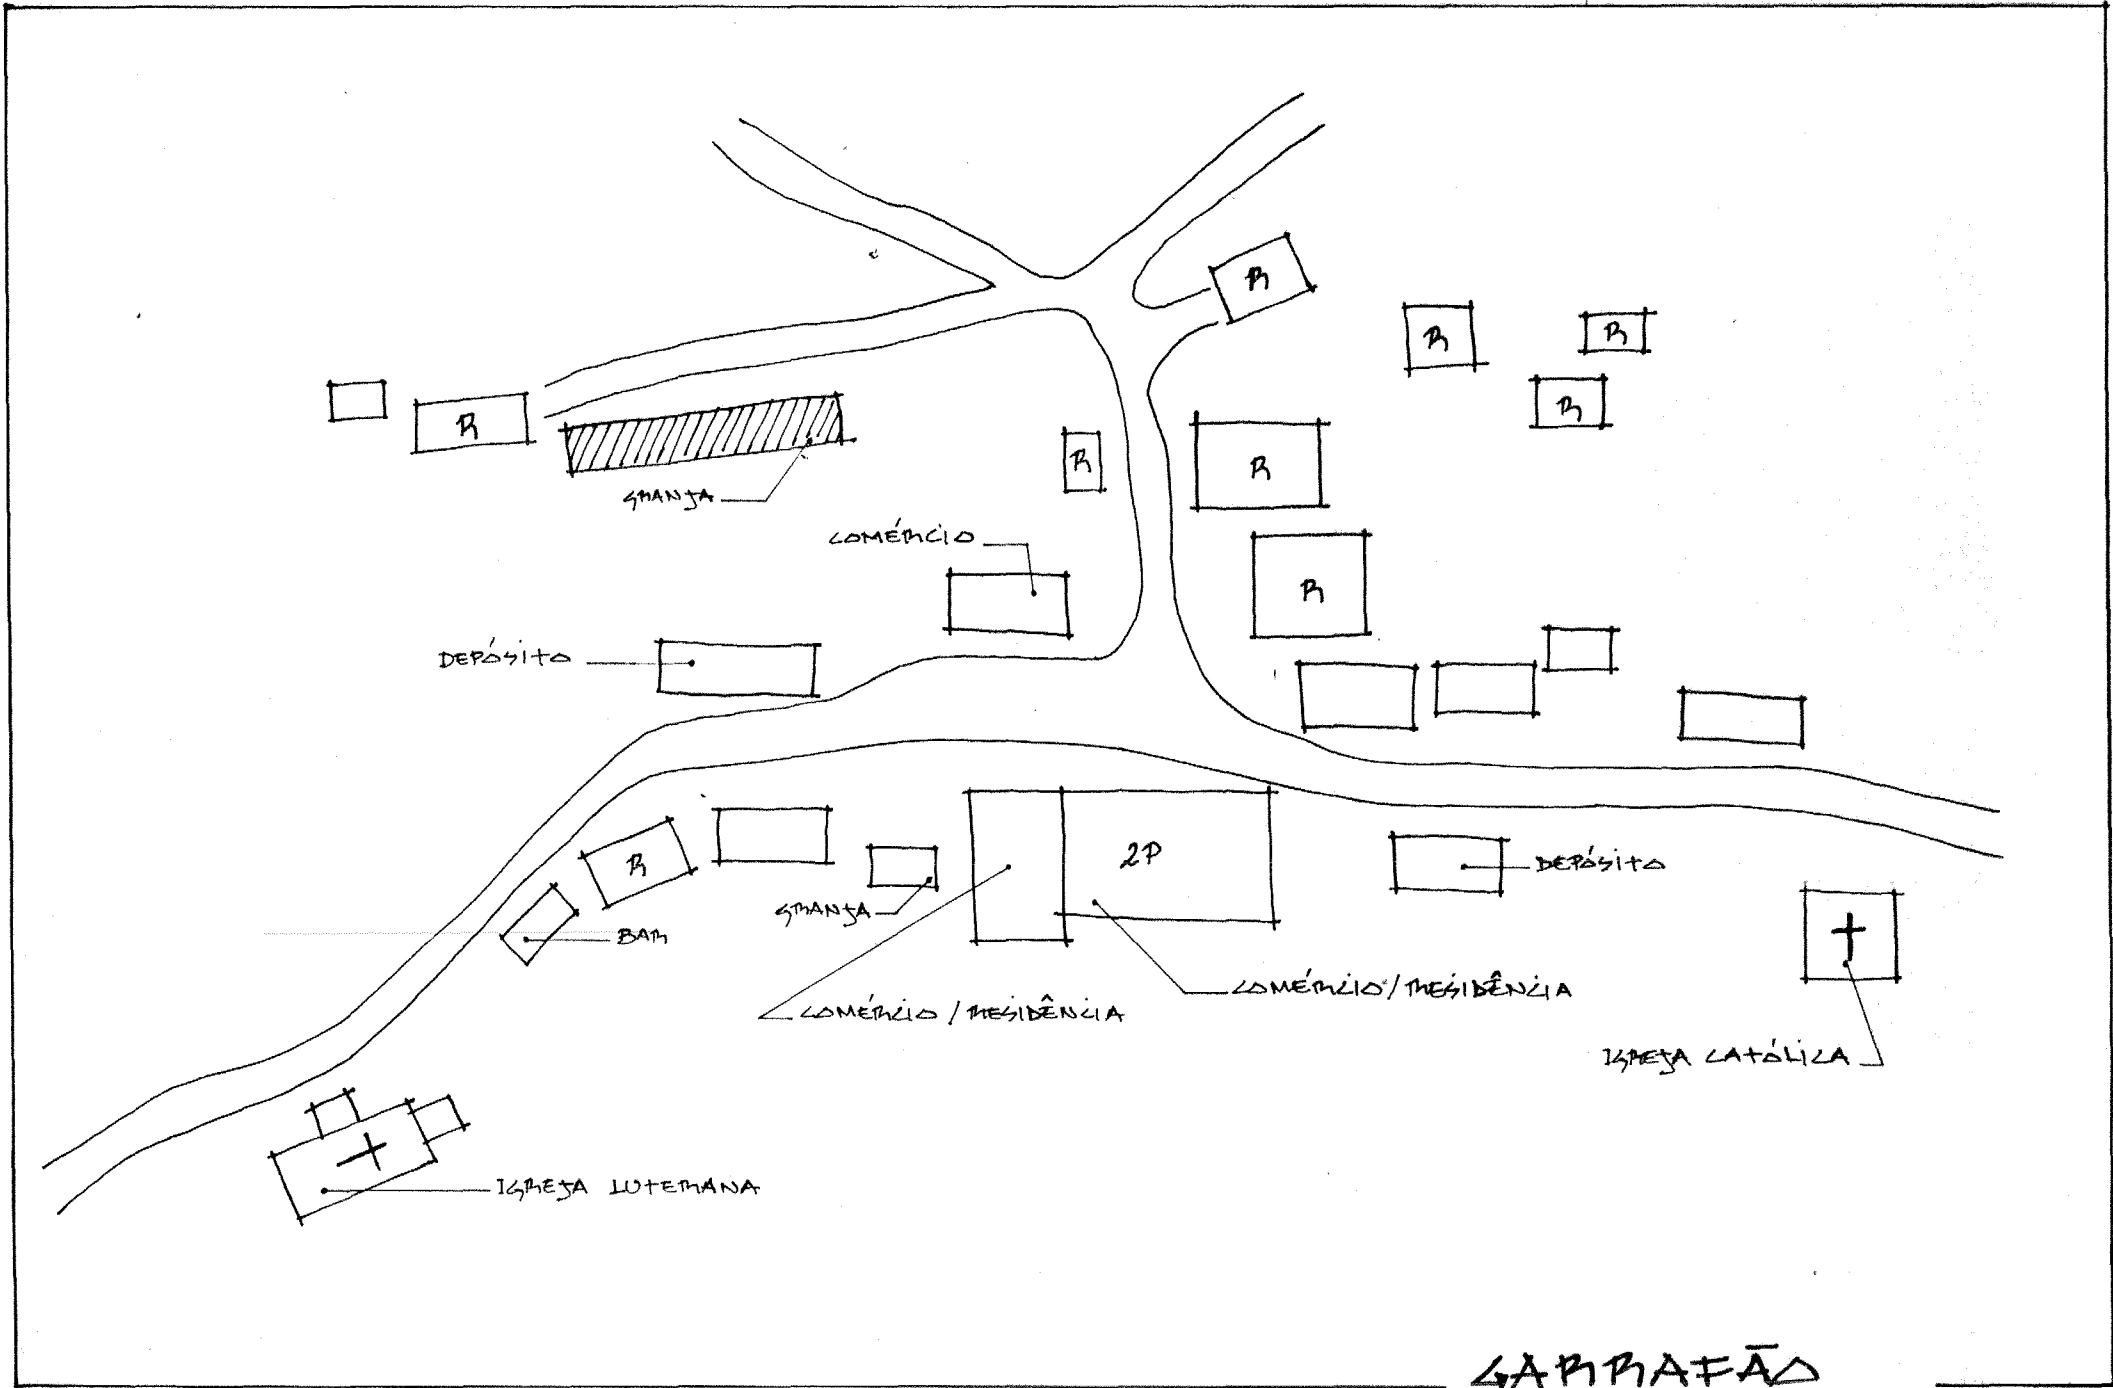 R
R
R
R
R
R
R
GRANJA
R
COMÉRCIO
R
DEPÓSITO
R
2P
DEPÓSITO
GRANJA
BAR
COMÉRCIO/RESIDÊNCIA
COMÉRCIO/RESIDÊNCIA
IGREJA CATÓLICA
IGREJA LUTERANA
GARRAFÃO